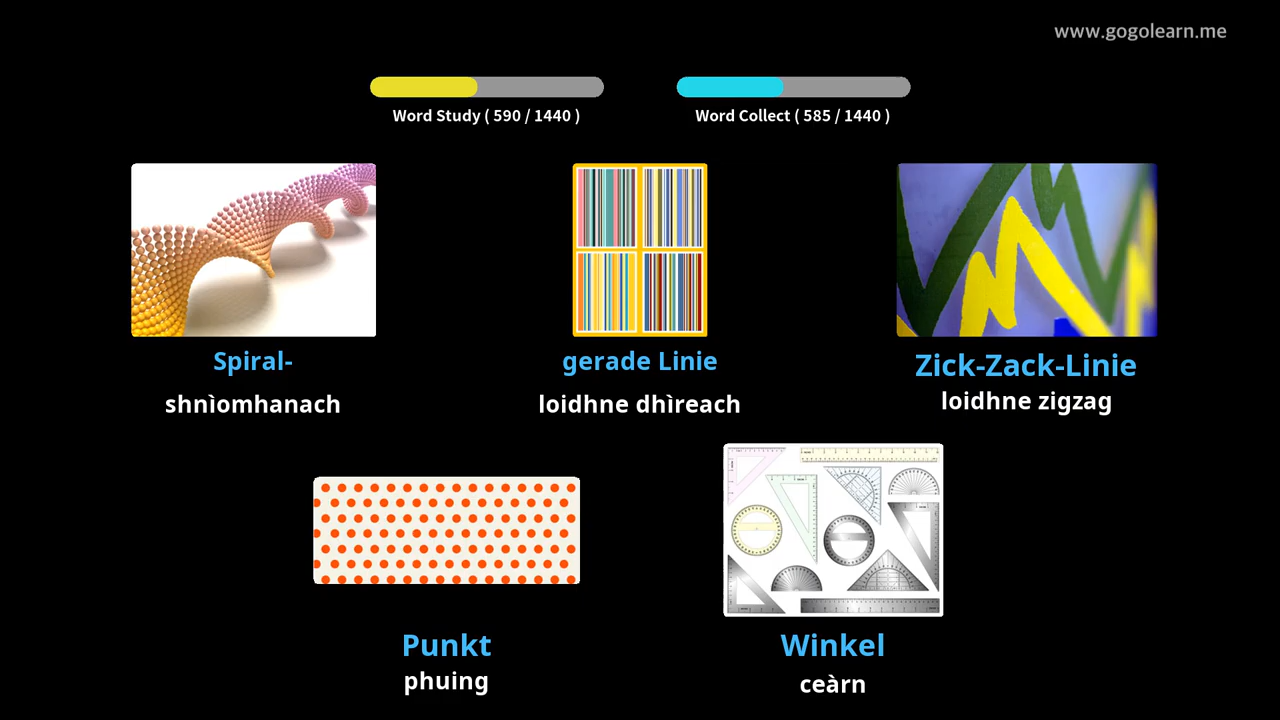 www.gogolearn.me
Word Study ( 590 / 1440 )
Word Collect ( 585 / 1440 )
Spiral-
gerade Linie
Zick-Zack-Linie
shnìomhanach
loidhne dhìreach
loidhne zigzag
Punkt
Winkel
phuing
ceàrn